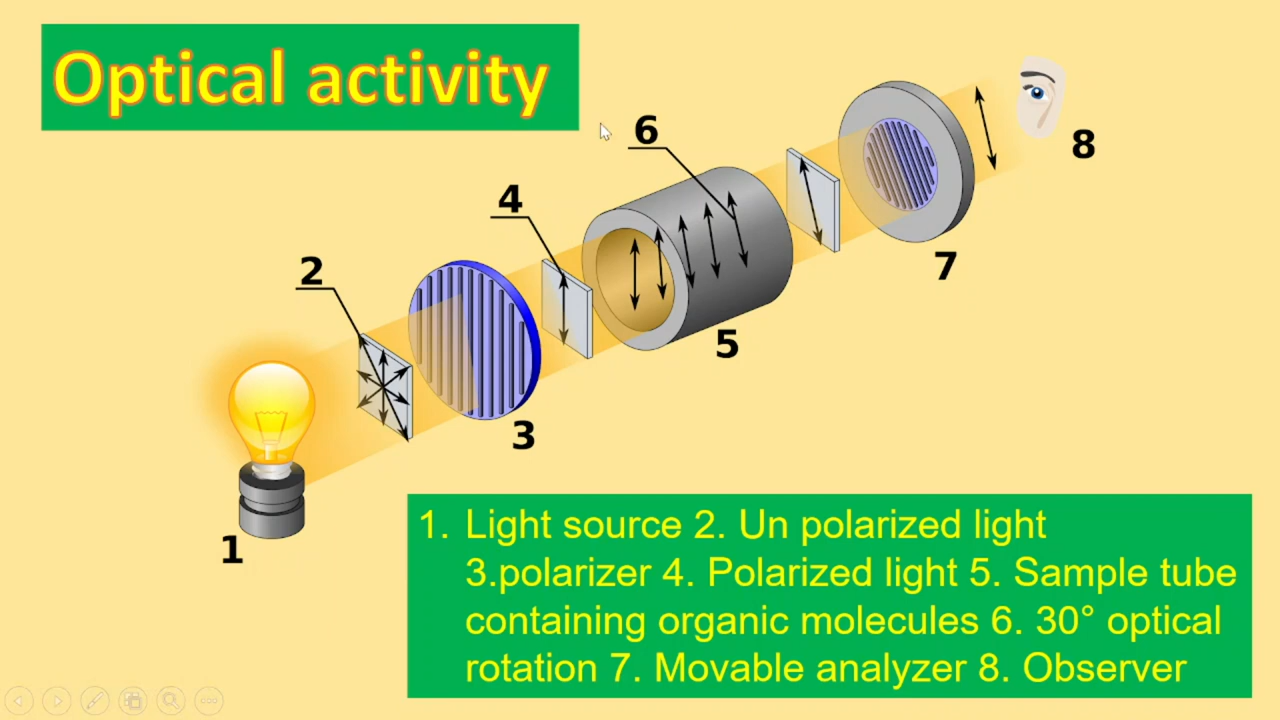 Optical activity
6
8
4
7
2
5
3
1
1. Light source 2. Un polarized light
3.polarizer 4. Polarized light 5. Sample tube
containing organic molecules 6. 30° optical
rotation 7. Movable analyzer 8. Observer